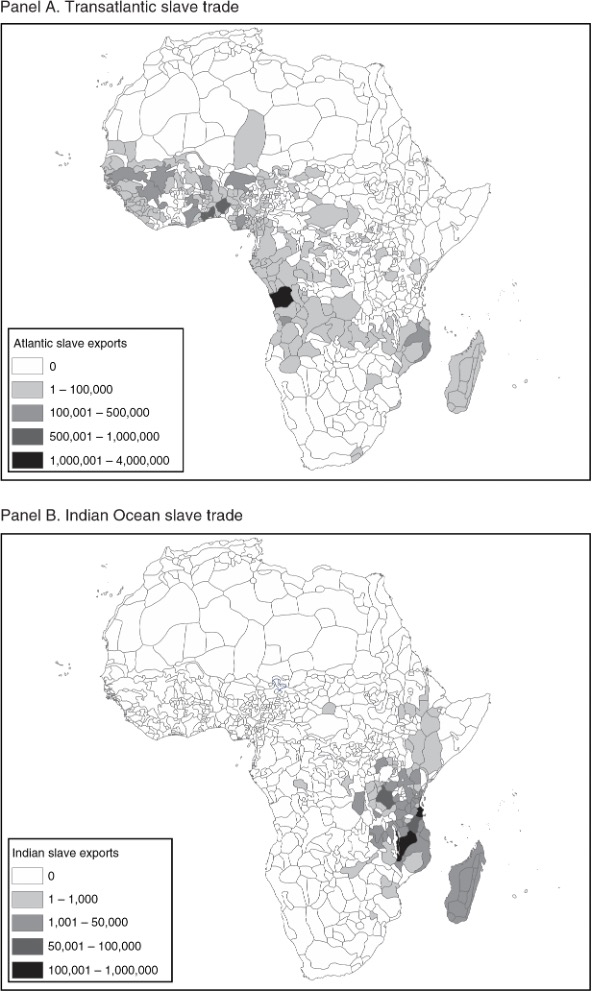 Panel A. Transatlantic slave trade
Atlantic slave exports
0
1 – 100,000
100,001 – 500,000
500,001 – 1,000,000
1,000,001 – 4,000,000
Panel B. Indian Ocean slave trade
Indian slave exports
0
1 – 1,000
1,001 – 50,000
50,001 – 100,000
100,001 – 1,000,000